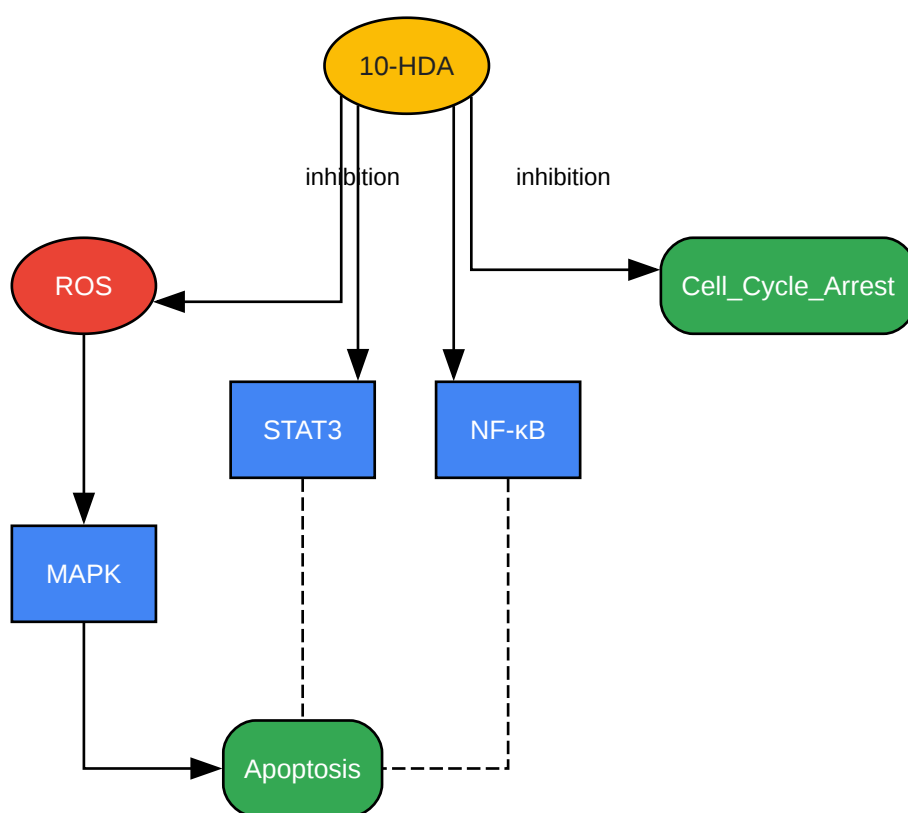 10-HDA
inhibition
inhibition
ROS
Cell_Cycle_Arrest
STAT3
NF-κB
MAPK
Apoptosis